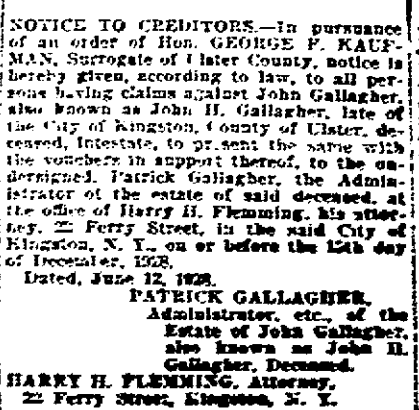 NOTICE TO CREDITORS.—In pursuance
of an order of Hon. GEORGE F. KAUF-
MAN, Surrogate of Ulster County, notice is
hereby given, according to law, to all per-
sons having claims against John Gallagher,
also known as John H. Gallagher, late of
the City of Kingston, County of Ulster, de-
ceased, Intestate, to present the same with
the vouchers in support thereof, to the un-
dersigned, Patrick Gallagher, the Admin-
istrator of the estate of said deceased, at
the office of Harry H. Flemming, his attor-
ney, 22 Ferry Street, in the said City of
Kingston, N. Y., on or before the 15th day
of December, 1928.
Dated, June 12, 1928.
PATRICK GALLAGHER,
Administrator, etc., of the
Estate of John Gallagher,
also known as John H.
Gallagher, Deceased.
HARRY H. FLEMMING, Attorney,
22 Ferry Street, Kingston, N. Y.